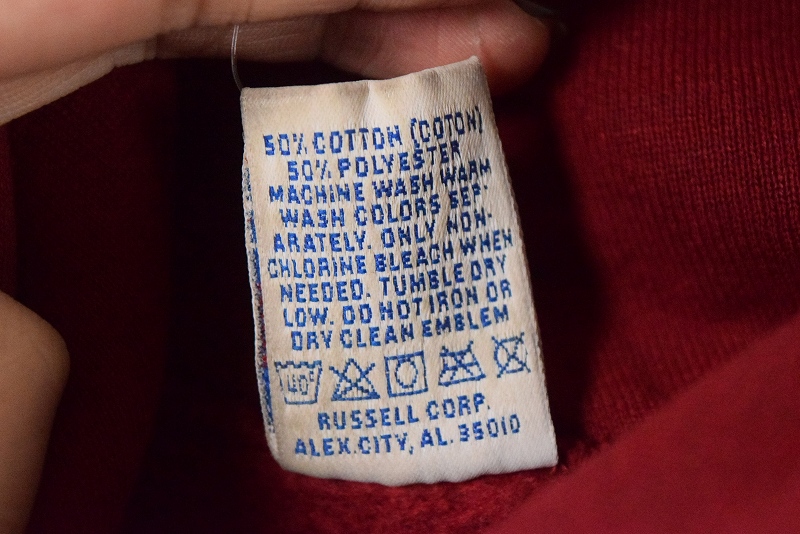 50% COTTON (COTON)
50% POLYESTER
MACHINE WASH WARM
WASH COLORS SEP-
ARATELY. ONLY NON-
CHLORINE BLEACH WHEN
NEEDED. TUMBLE DRY
LOW. DO NOT IRON OR
DRY CLEAN EMBLEM
40°
RUSSELL CORP.
ALEX.CITY, AL. 35010